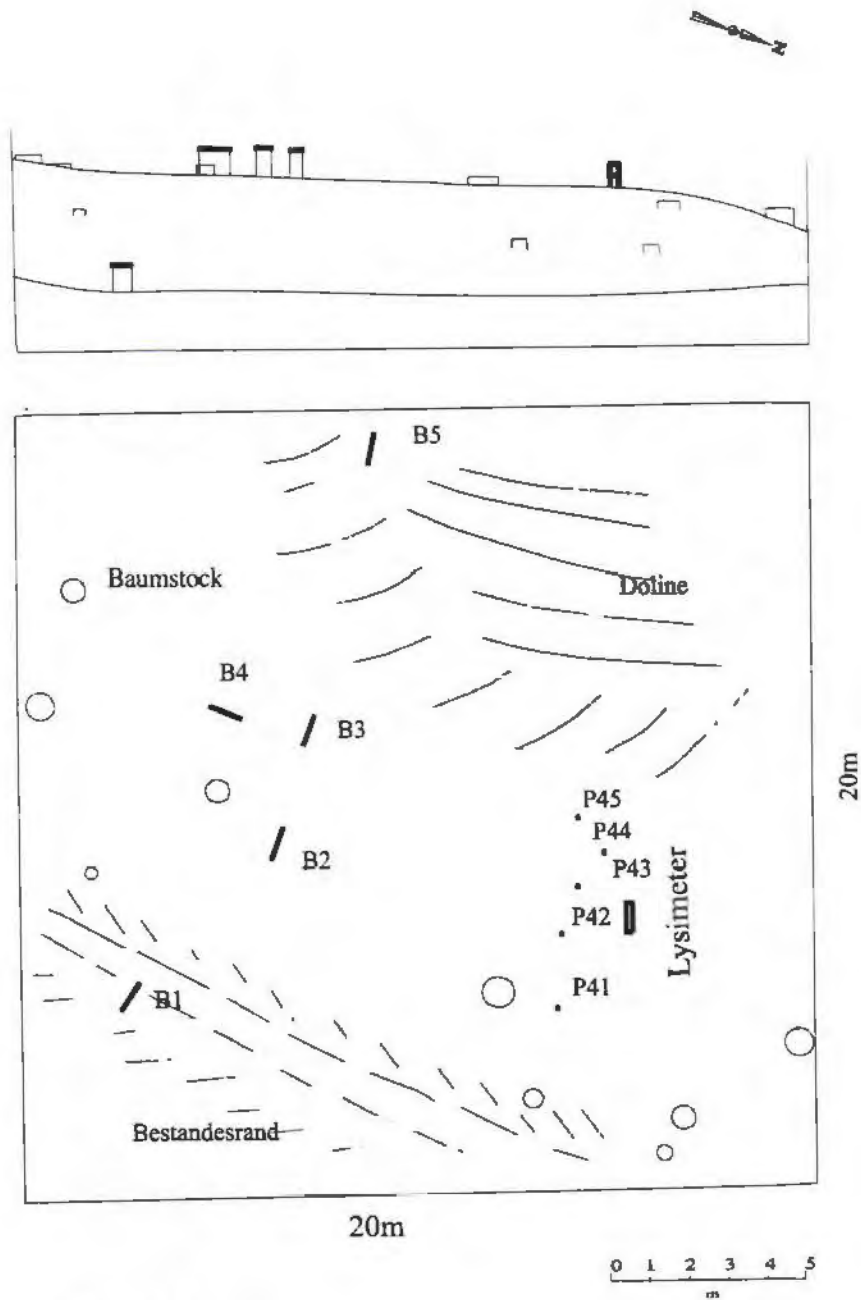 N
B5
Baumstock
Doline
B4
B3
20m
P45
P44
B2
P43
Lysimeter
P42
P41
B1
Bestandesrand
20m
0 1 2 3 4 5
m